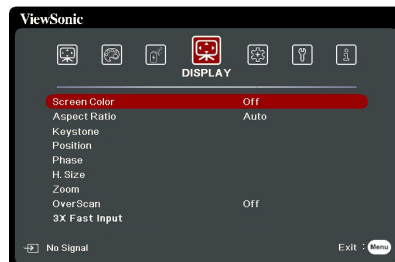 ViewSonic
DISPLAY
Screen Color Off
Aspect Ratio Auto
Keystone
Position
Phase
H. Size
Zoom
OverScan Off
3X Fast Input
No Signal Exit : Menu